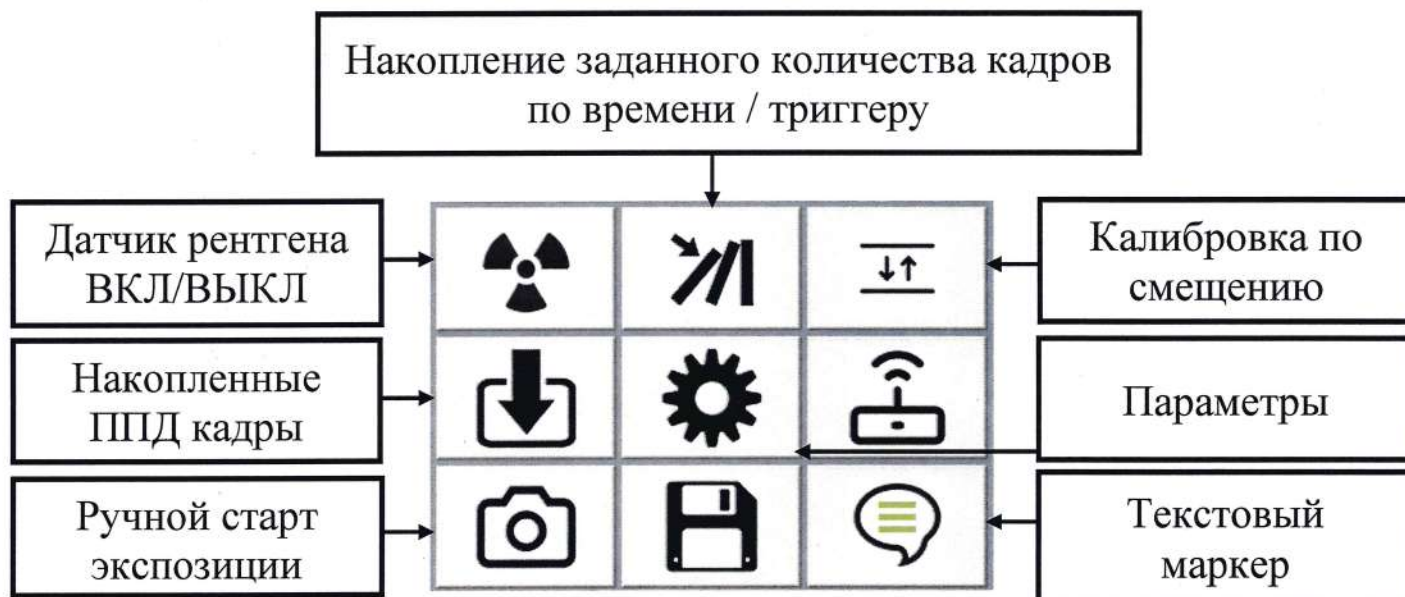 Накопление заданного количества кадров
по времени / триггеру
Датчик рентгена
ВКЛ/ВЫКЛ
Калибровка по
смещению
Накопленные
ППД кадры
Параметры
Ручной старт
экспозиции
Текстовый
маркер